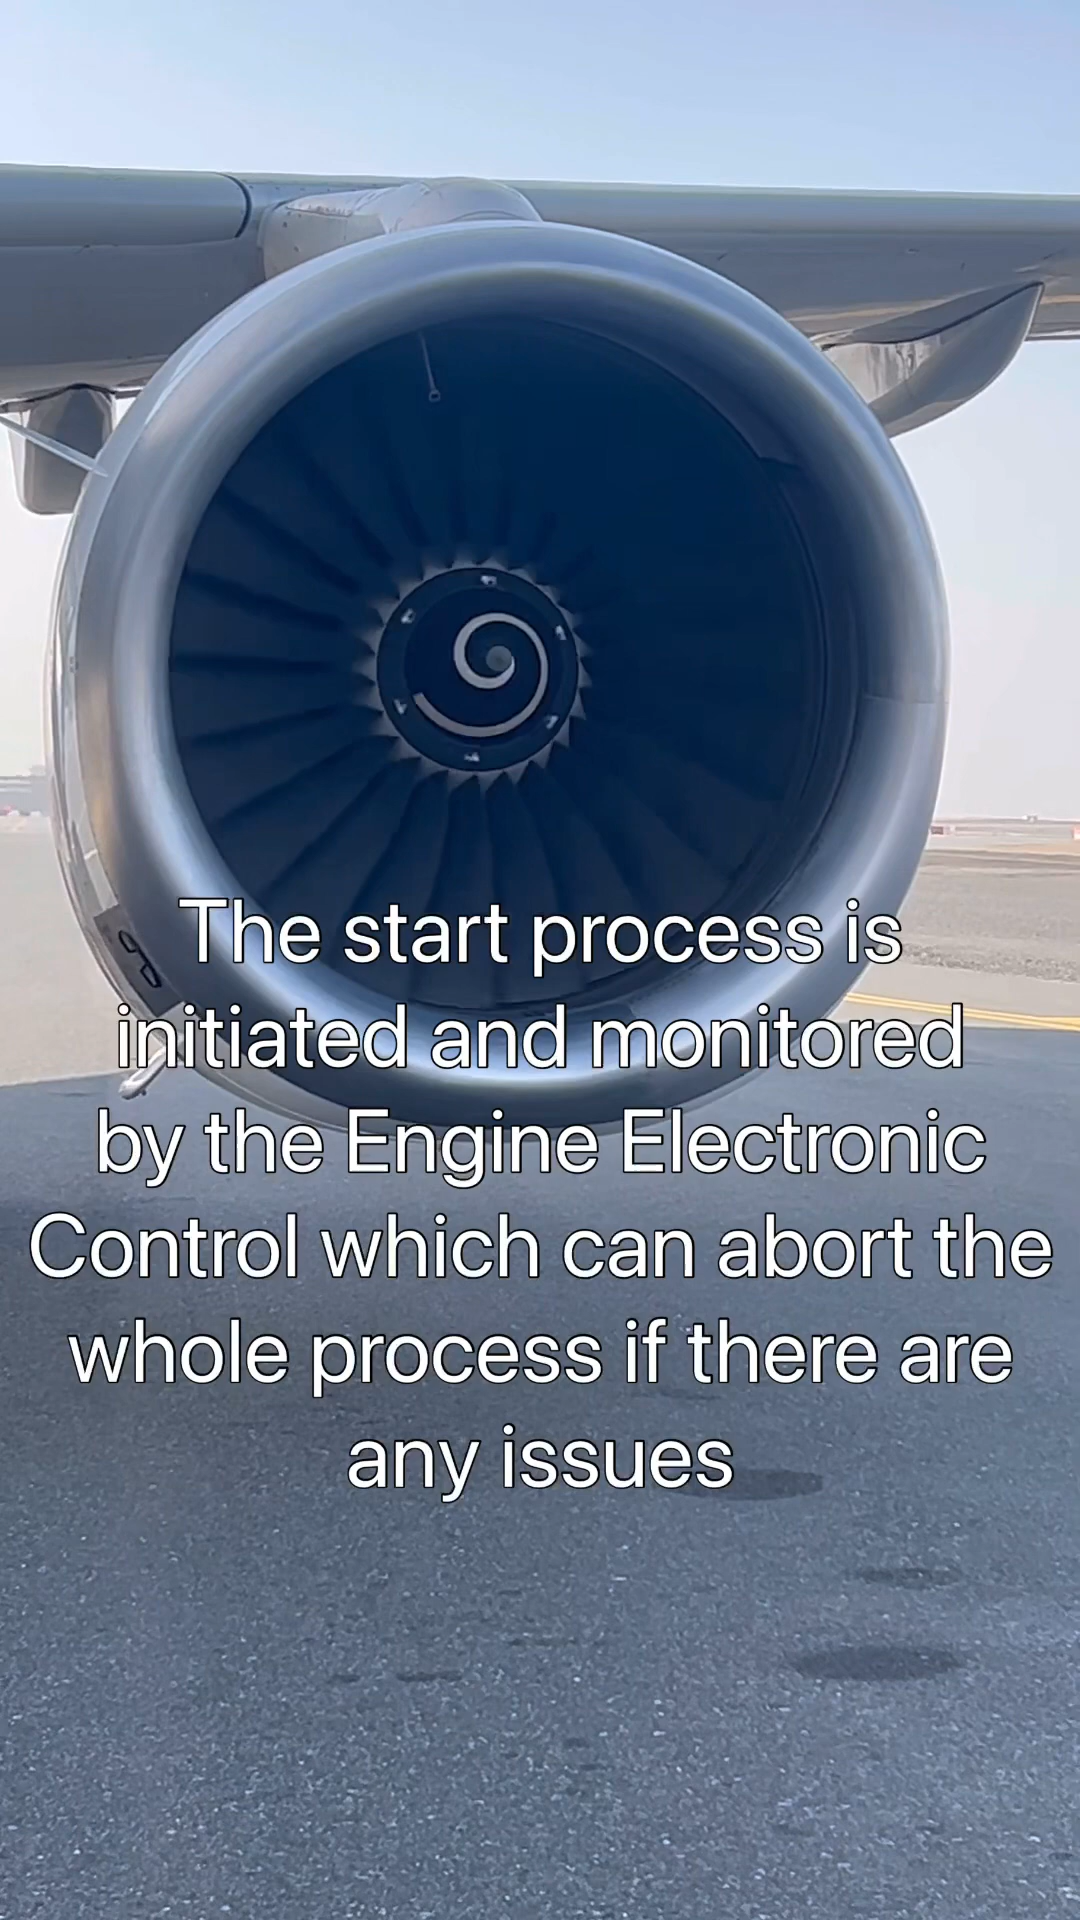 The start process is
initiated and monitored
by the Engine Electronic
Control which can abort the
whole process if there are
any issues